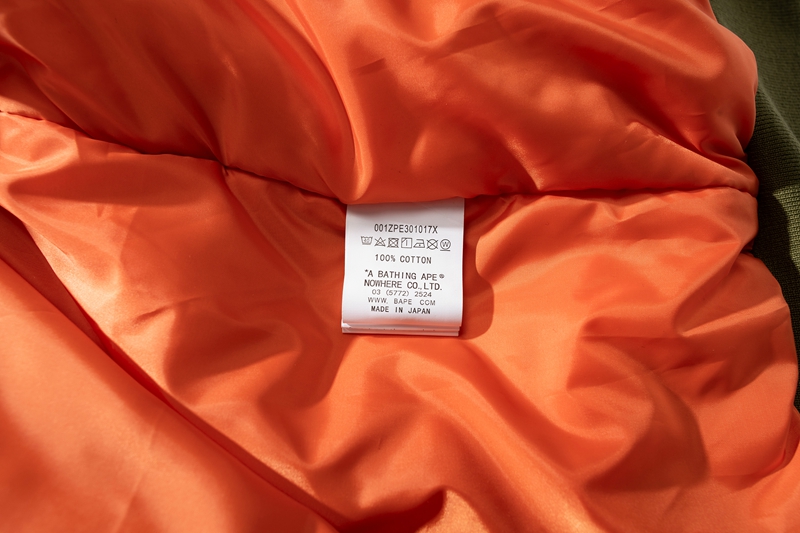 001ZPE301017X
100% COTTON
"A BATHING APE®
NOWHERE CO.,LTD.
03 (5772) 2524
WWW. BAPE. COM
MADE IN JAPAN